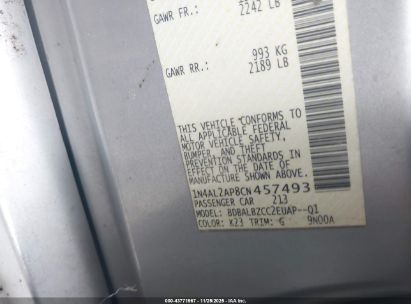 GAWR FR.: 2242 LB
993 KG
GAWR RR.: 2189 LB
THIS VEHICLE CONFORMS TO
ALL APPLICABLE FEDERAL
MOTOR VEHICLE SAFETY,
BUMPER, AND THEFT
PREVENTION STANDARDS IN
EFFECT ON THE DATE OF
MANUFACTURE SHOWN ABOVE.
1N4AL2AP8CN457493
PASSENGER CAR 213
MODEL: BDBALBZCC2EUAP--01
COLOR: K23 TRIM: G 9N00A